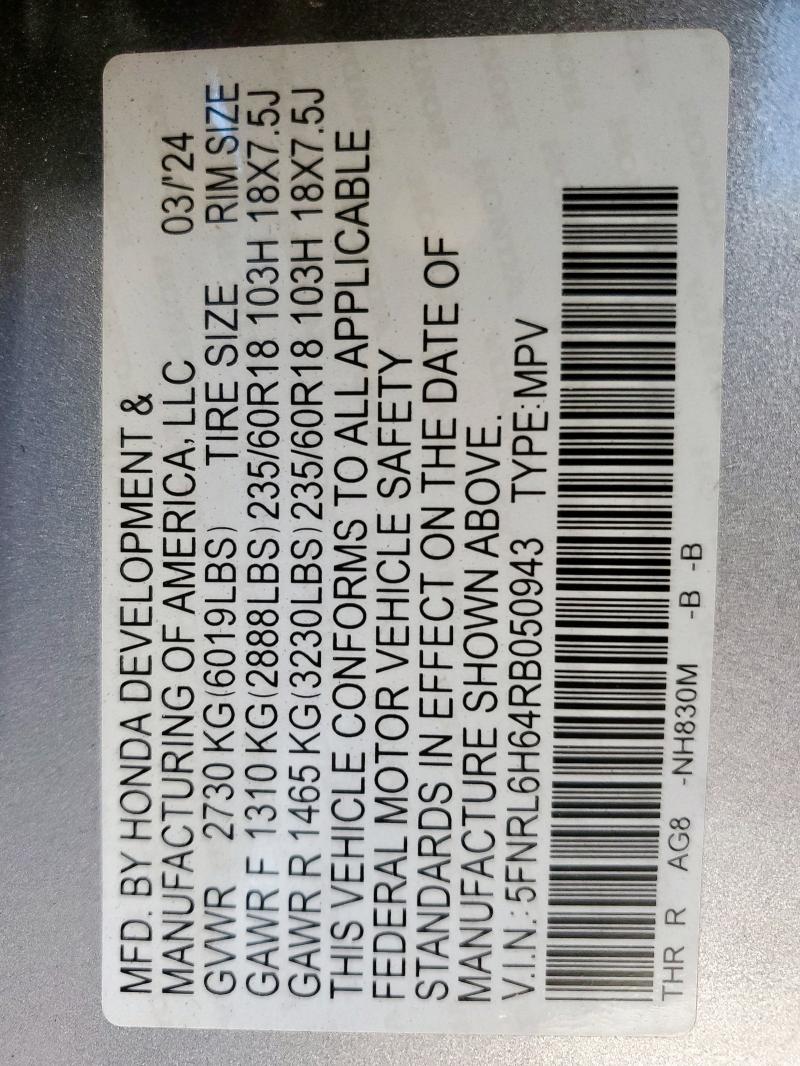 MFD. BY HONDA DEVELOPMENT &
MANUFACTURING OF AMERICA, LLC 03/'24
GVWR 2730 KG(6019LBS) TIRE SIZE RIM SIZE
GAWR F 1310 KG(2888LBS) 235/60R18 103H 18X7.5J
GAWR R 1465 KG(3230LBS) 235/60R18 103H 18X7.5J
THIS VEHICLE CONFORMS TO ALL APPLICABLE
FEDERAL MOTOR VEHICLE SAFETY
STANDARDS IN EFFECT ON THE DATE OF
MANUFACTURE SHOWN ABOVE.
V.I.N.: 5FNRL6H64RB050943 TYPE: MPV
THR R AG8 -NH830M -B -B